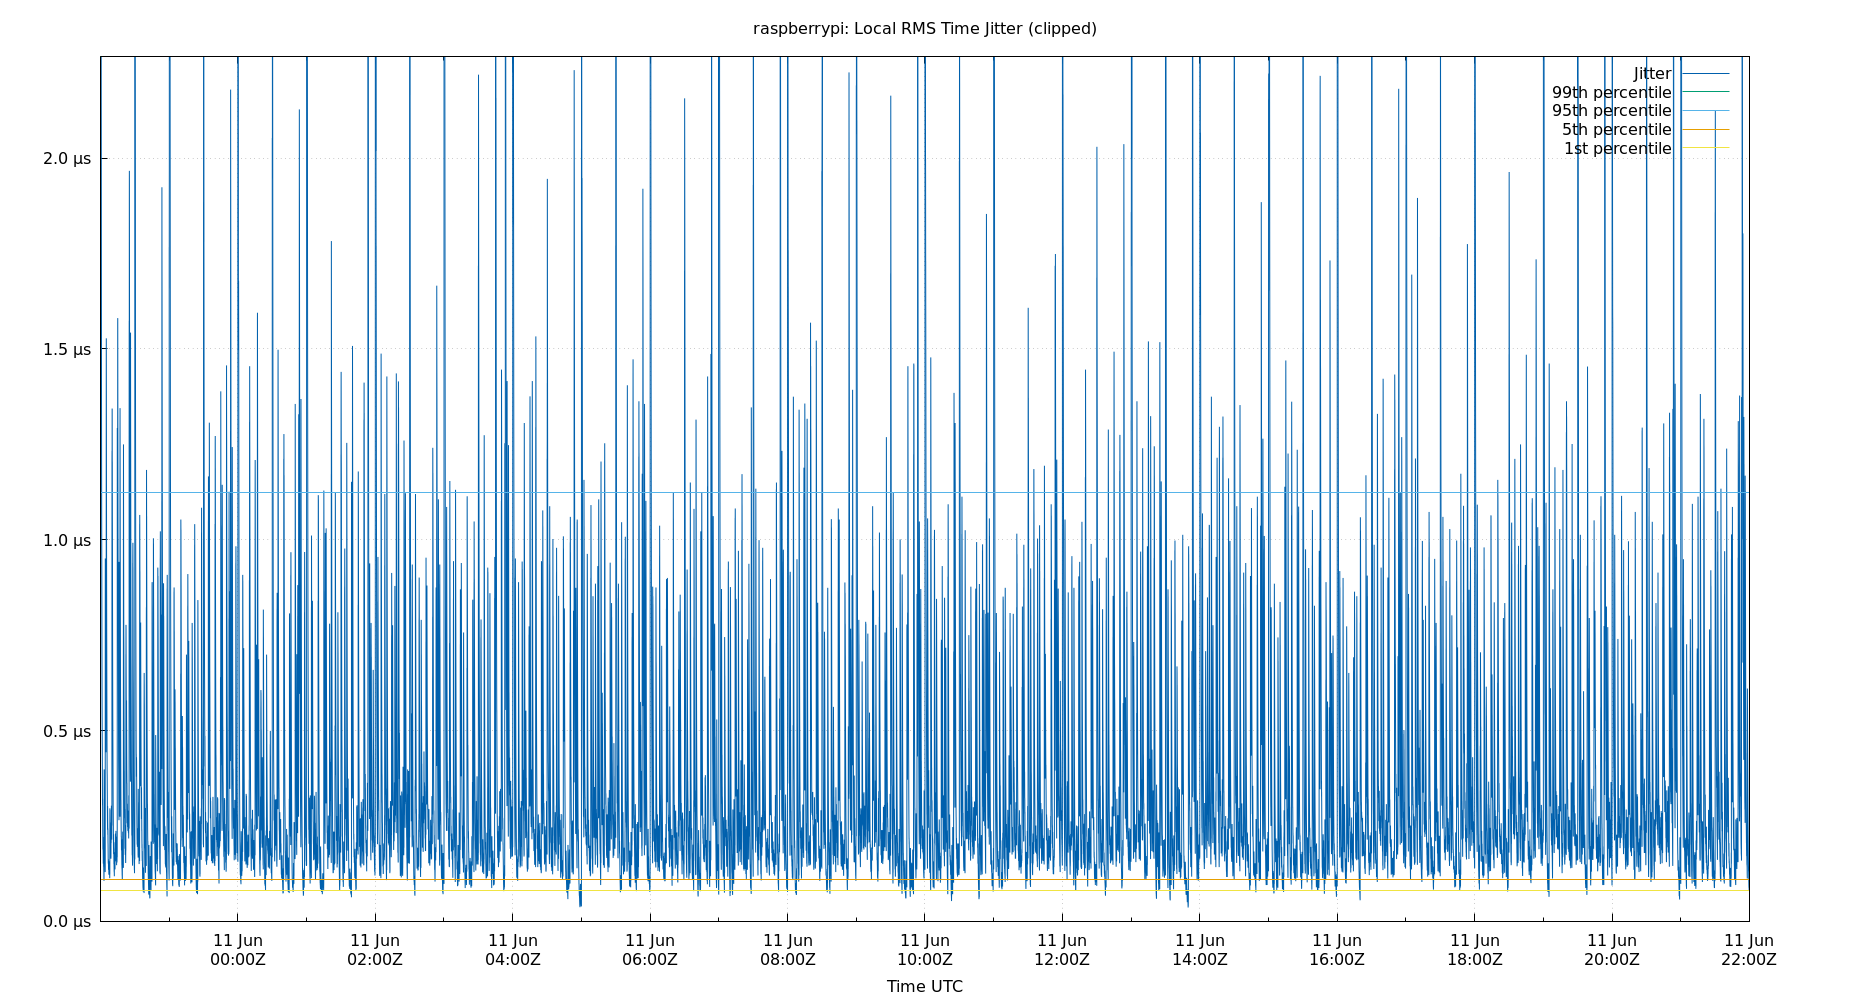 raspberrypi: Local RMS Time Jitter (clipped)
Jitter
99th percentile
95th percentile
5th percentile
1st percentile
2.0 µs
1.5 µs
1.0 µs
0.5 µs
0.0 µs
11 Jun 11 Jun 11 Jun 11 Jun 11 Jun 11 Jun 11 Jun 11 Jun 11 Jun 11 Jun 11 Jun 11 Jun
00:00Z 02:00Z 04:00Z 06:00Z 08:00Z 10:00Z 12:00Z 14:00Z 16:00Z 18:00Z 20:00Z 22:00Z
Time UTC